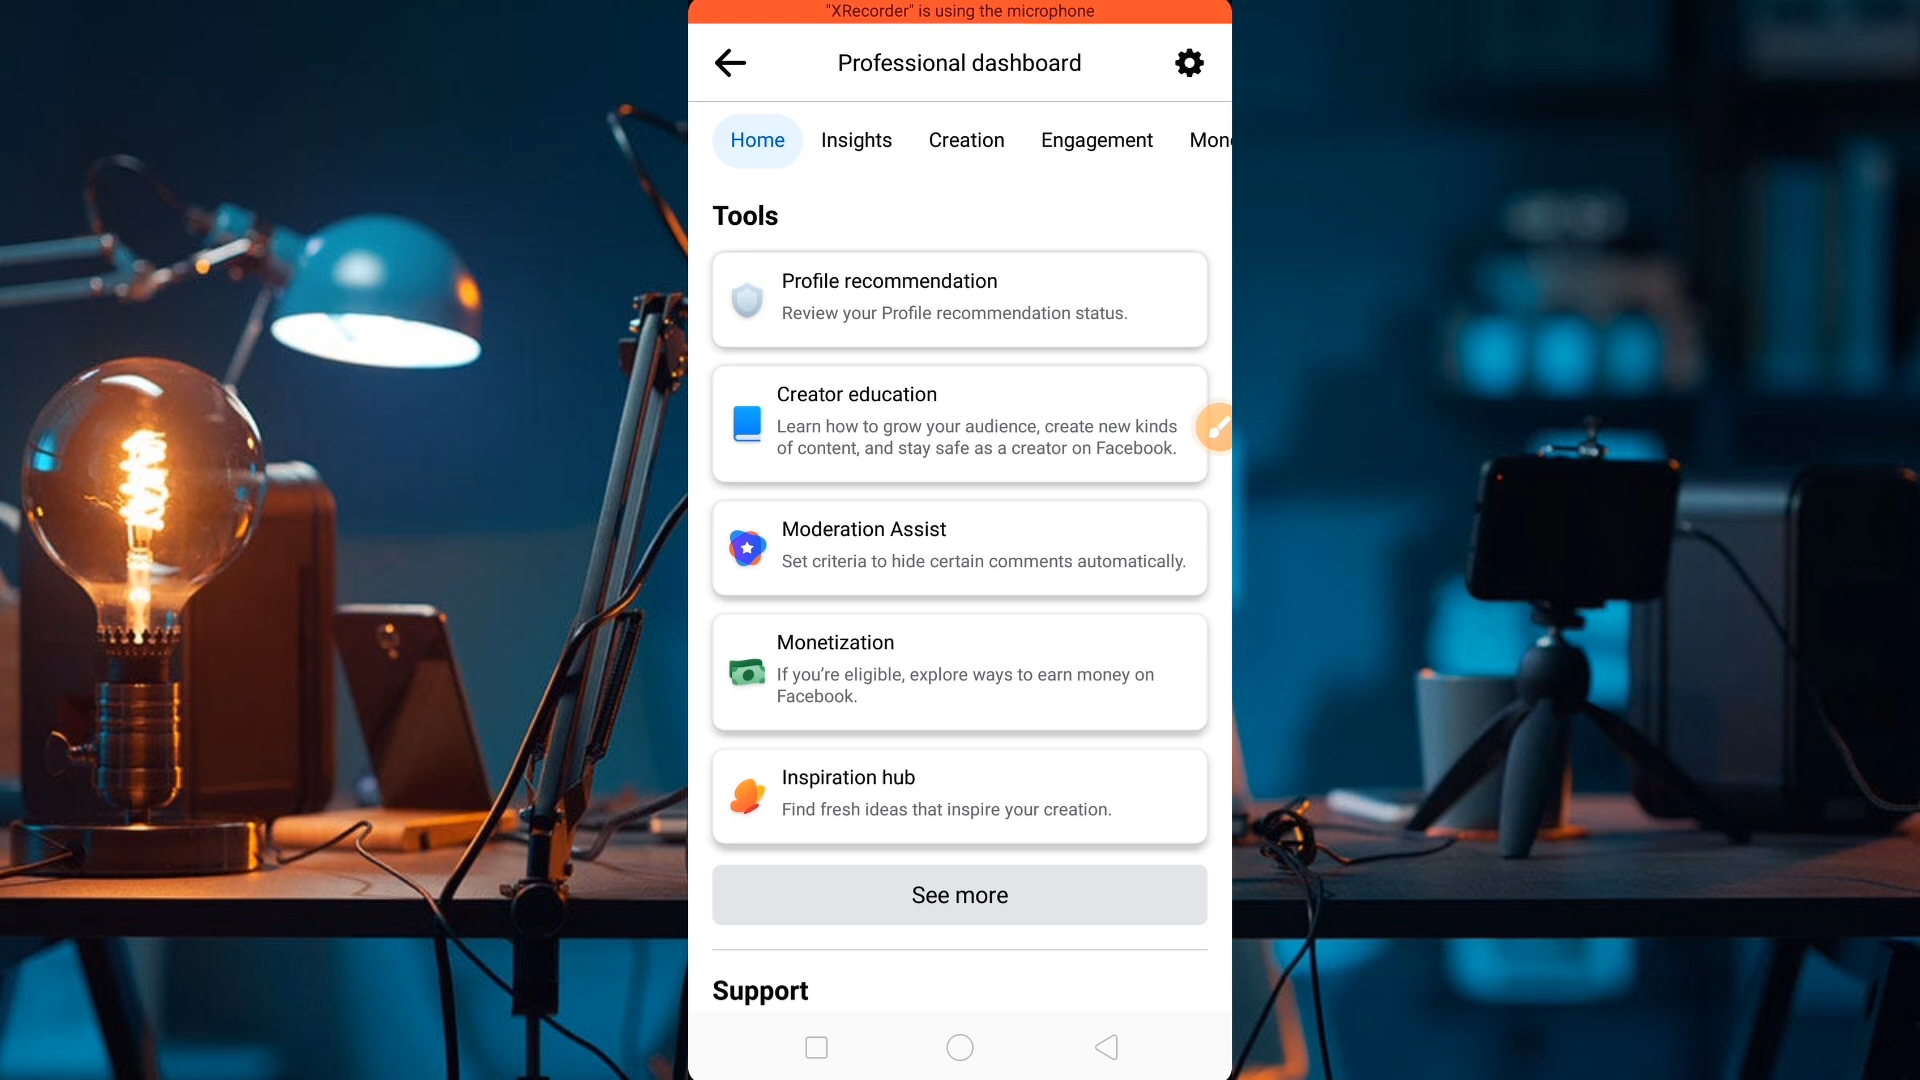 "XRecorder" is using the microphone
Professional dashboard
Home Insights Creation Engagement Mon
Tools
Profile recommendation
Review your Profile recommendation status.
Creator education
Learn how to grow your audience, create new kinds
of content, and stay safe as a creator on Facebook.
Moderation Assist
Set criteria to hide certain comments automatically.
Monetization
If you’re eligible, explore ways to earn money on
Facebook.
Inspiration hub
Find fresh ideas that inspire your creation.
See more
Support